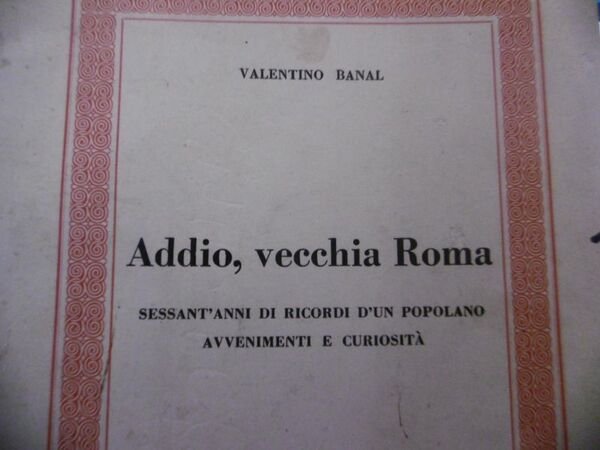 VALENTINO BANAL
Addio, vecchia Roma
SESSANT'ANNI DI RICORDI D'UN POPOLANO
AVVENIMENTI E CURIOSITÀ